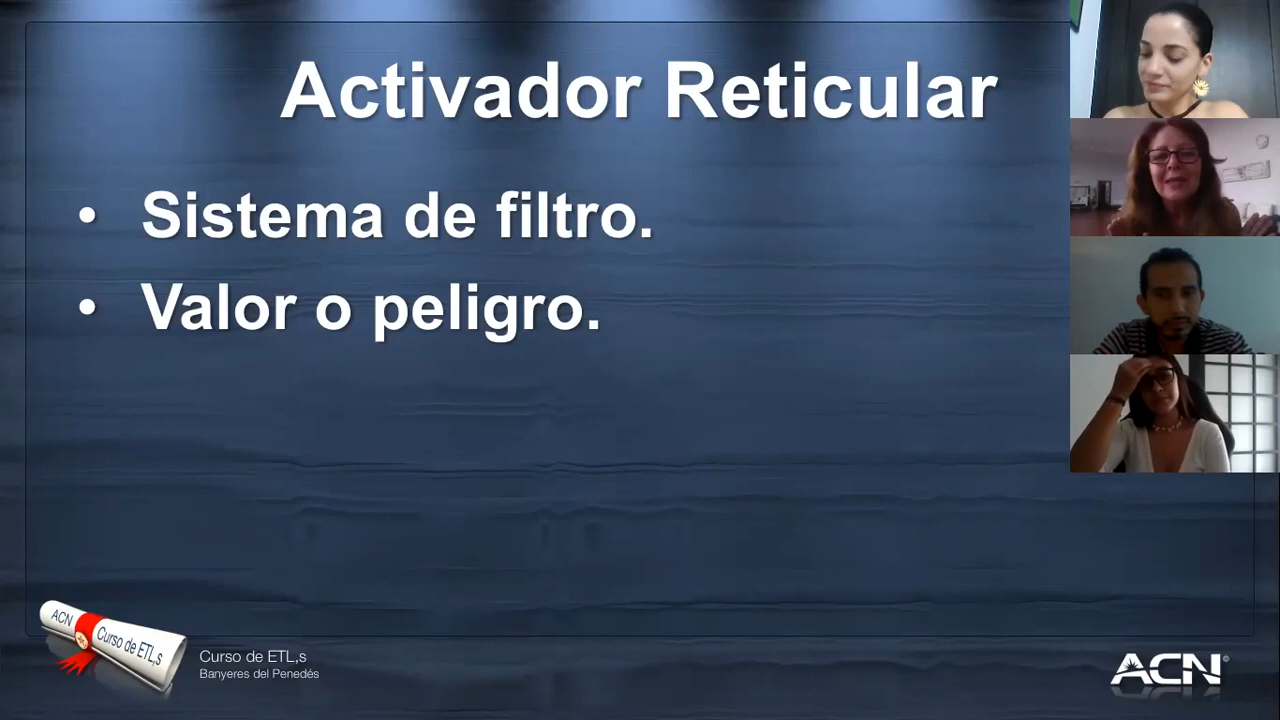 Activador Reticular
• Sistema de filtro.
• Valor o peligro.
ACN
Curso de ETL,s
Curso de ETL,s
Banyeres del Penedés
ACN©